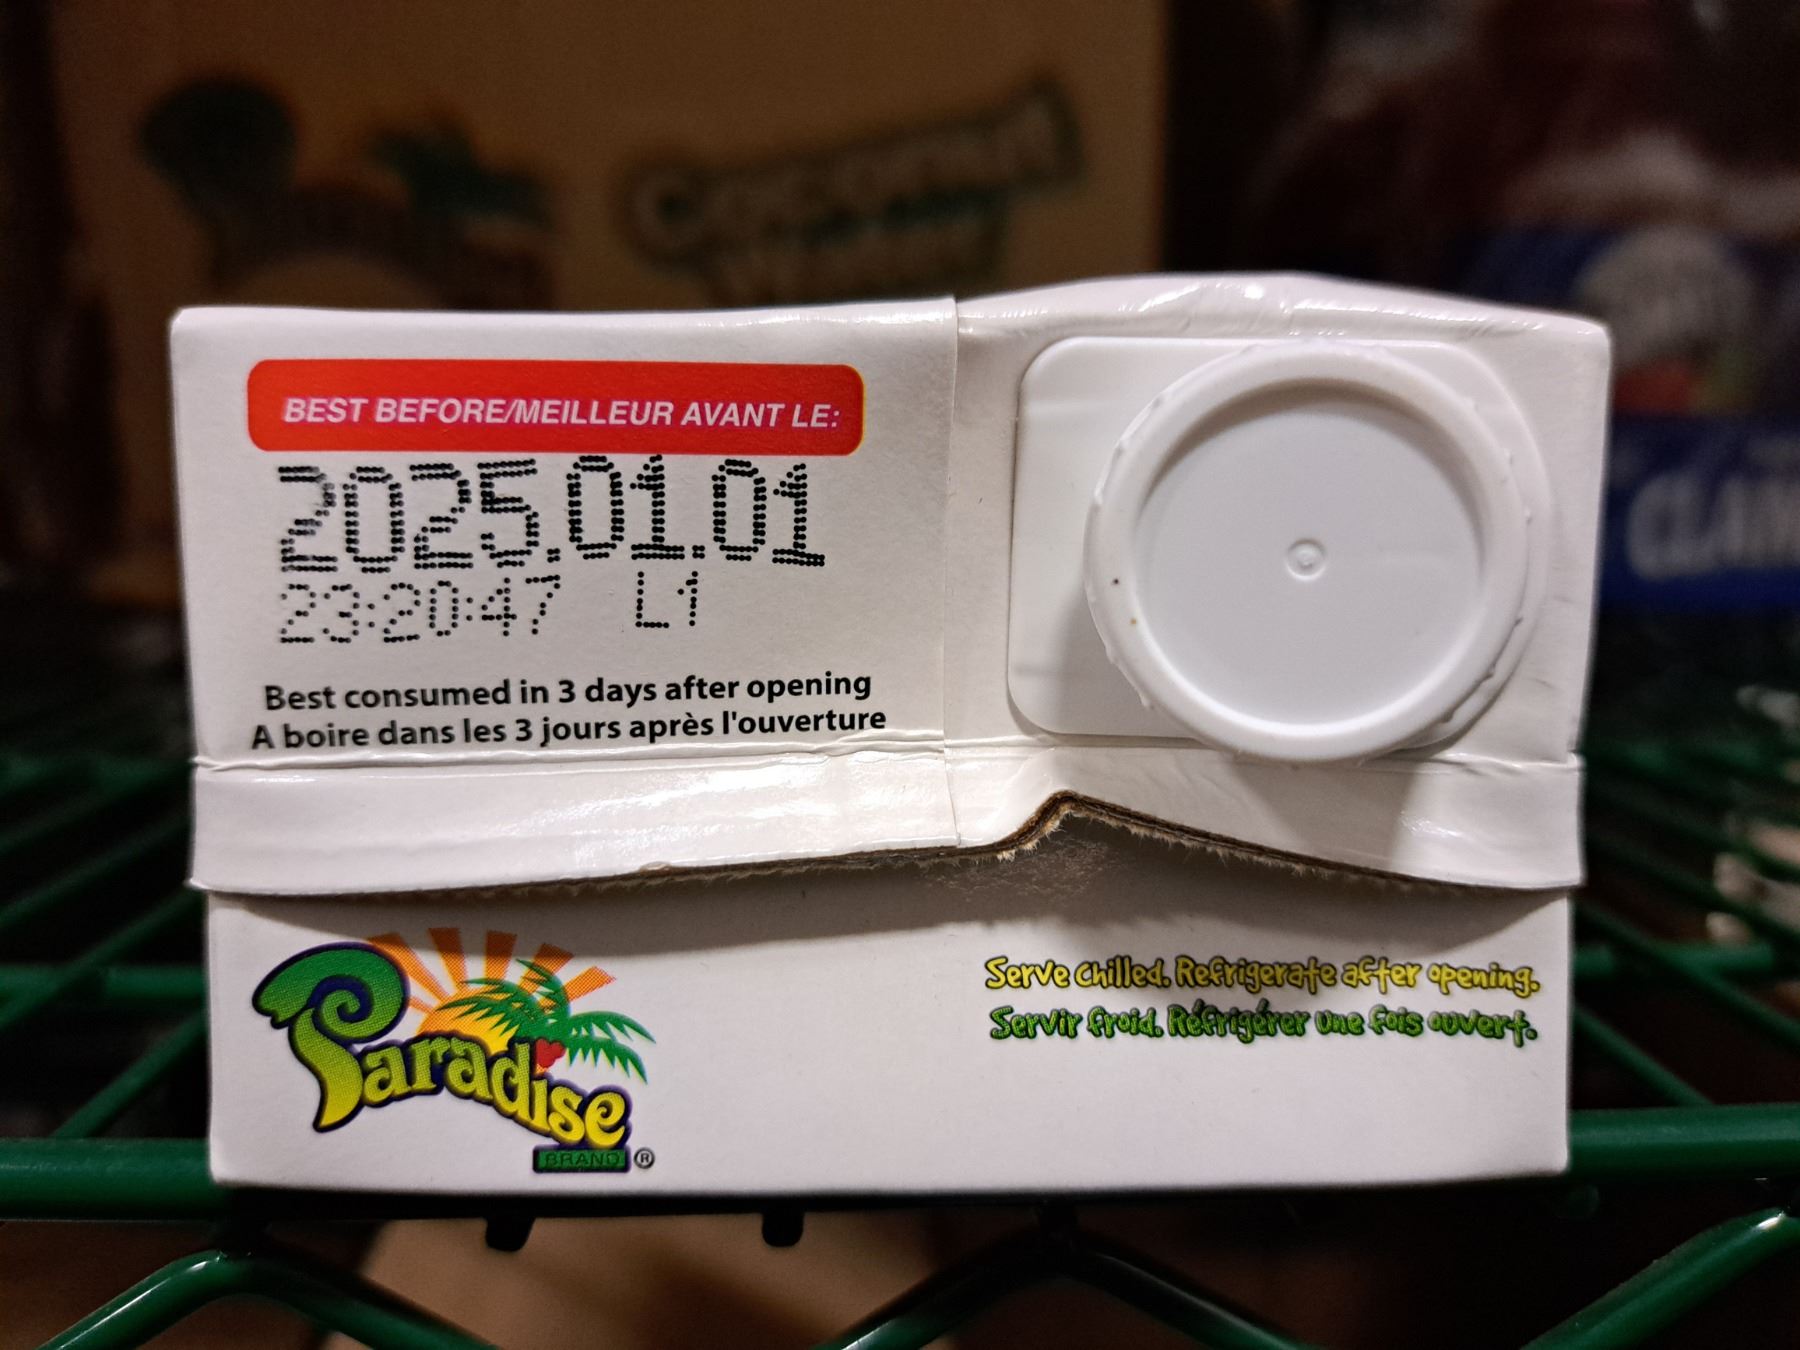 BEST BEFORE/MEILLEUR AVANT LE:
2025.01.01
23:20:47 L1
Best consumed in 3 days after opening
A boire dans les 3 jours après l'ouverture
Paradise
BRAND ®
Serve chilled. Refrigerate after opening.
Servir froid. Réfrigérer une fois ouvert.